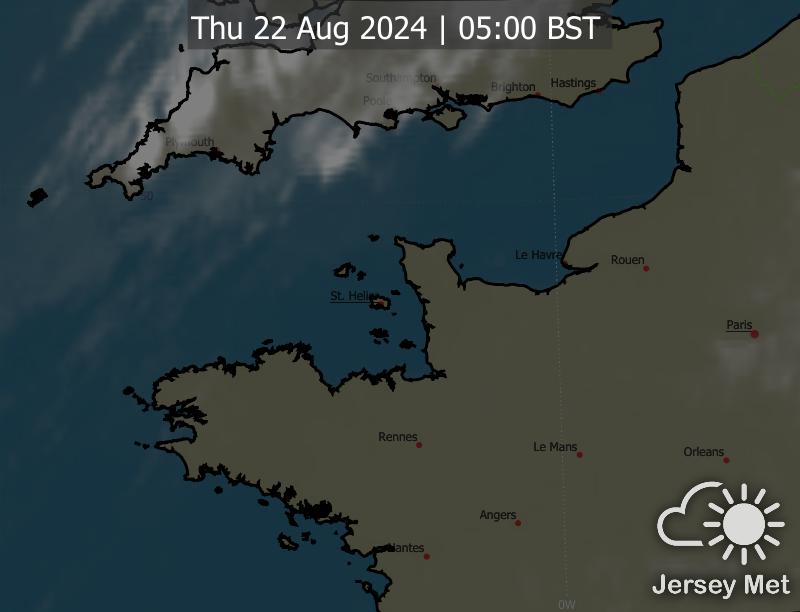 Thu 22 Aug 2024 | 05:00 BST
Southampton
Brighton
Hastings
Poole
Plymouth
50
Le Havre
Rouen
St. Helier
Paris
Rennes
Le Mans
Orleans
Angers
Nantes
0W
Jersey Met